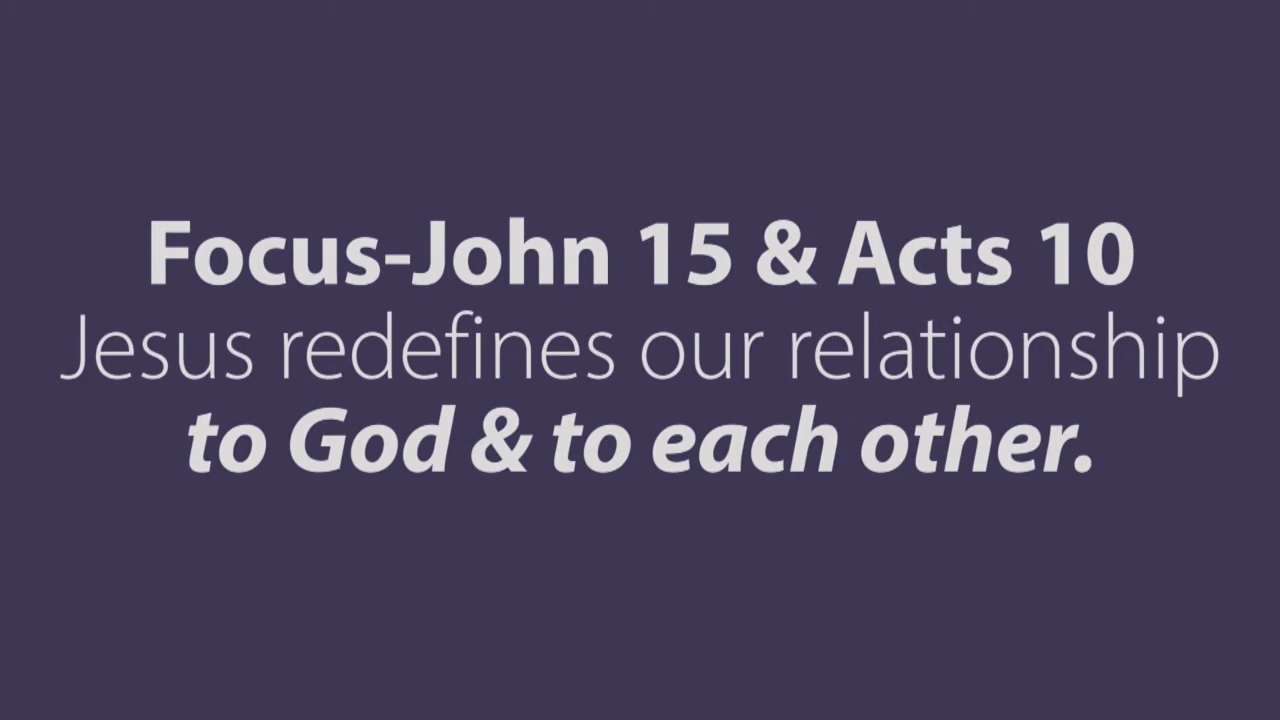 Focus-John 15 & Acts 10
Jesus redefines our relationship
to God & to each other.